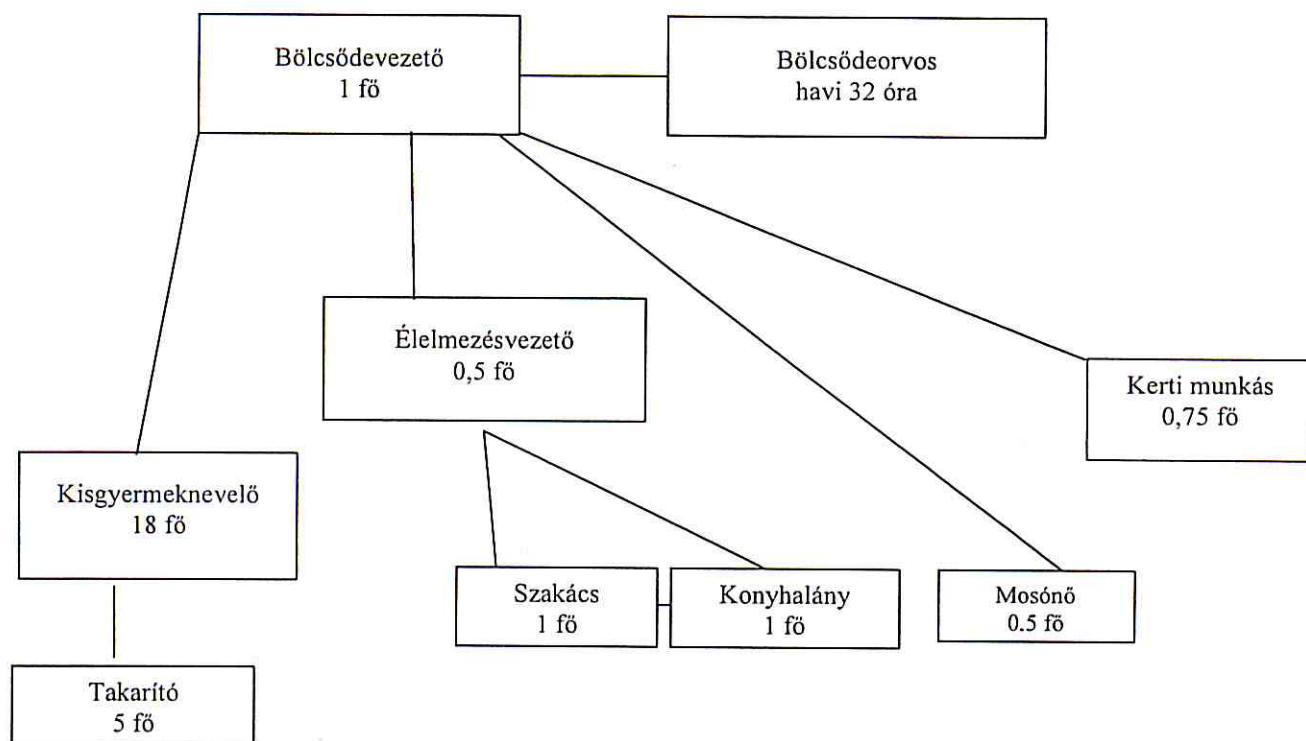 Bölcsődevezető
1 fő
Bölcsődeorvos
havi 32 óra
Élelmezésvezető
0,5 fő
Kerti munkás
0,75 fő
Kisgyermeknevelő
18 fő
Szakács
1 fő
Konyhalány
1 fő
Mosónő
0.5 fő
Takarító
5 fő